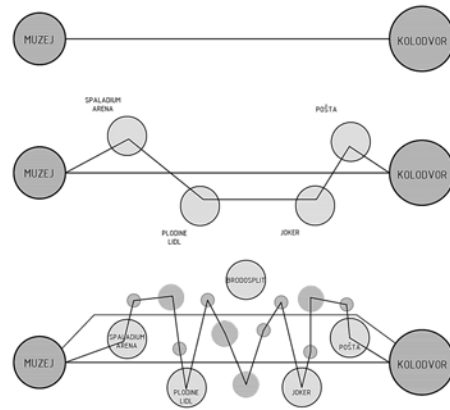 MUZEJ
KOLODVOR
SPALADIUM
ARENA
POŠTA
MUZEJ
KOLODVOR
PLODINE
LIDL
JOKER
BRODOSPLIT
SPALADIUM
ARENA
POŠTA
MUZEJ
KOLODVOR
PLODINE
LIDL
JOKER